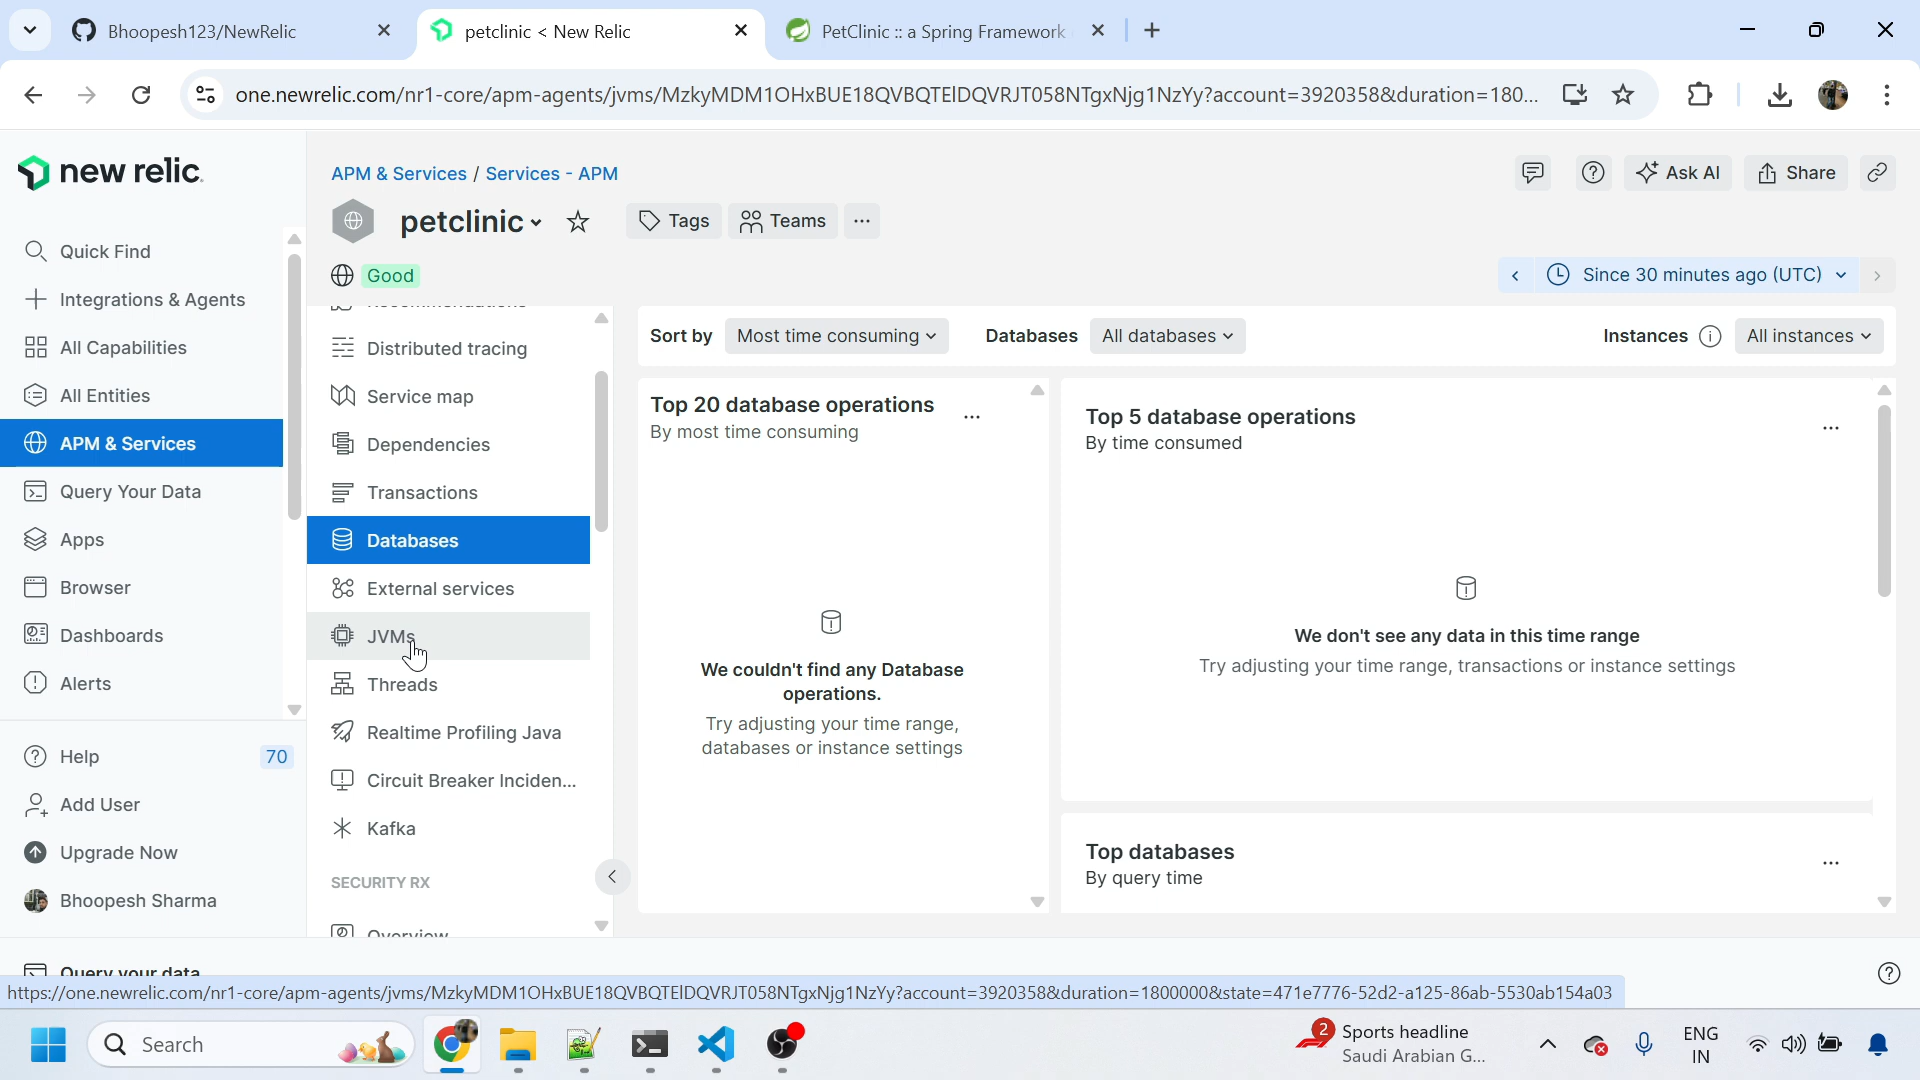 Bhoopesh123/NewRelic
petclinic < New Relic
PetClinic :: a Spring Framework
one.newrelic.com/nr1-core/apm-agents/jvms/MzkyMDM1OHxBUE18QVBQTElDQVRJT058NTgxNjg1NzYy?account=3920358&duration=180...
new relic.
Quick Find
Integrations & Agents
All Capabilities
All Entities
APM & Services
Query Your Data
Apps
Browser
Dashboards
Alerts
Help
70
Add User
Upgrade Now
Bhoopesh Sharma
APM & Services / Services - APM
petclinic
Tags
Teams
Ask AI
Share
Good
Since 30 minutes ago (UTC)
Distributed tracing
Service map
Dependencies
Transactions
Databases
External services
JVMs
Threads
Realtime Profiling Java
Circuit Breaker Inciden...
Kafka
SECURITY RX
Overview
Sort by
Most time consuming
Databases
All databases
Instances
All instances
Top 20 database operations
By most time consuming
We couldn't find any Database
operations.
Try adjusting your time range,
databases or instance settings
Top 5 database operations
By time consumed
We don't see any data in this time range
Try adjusting your time range, transactions or instance settings
Top databases
By query time
Query your data
https://one.newrelic.com/nr1-core/apm-agents/jvms/MzkyMDM1OHxBUE18QVBQTElDQVRJT058NTgxNjg1NzYy?account=3920358&duration=1800000&state=471e7776-52d2-a125-86ab-5530ab154a03
Search
2
Sports headline
Saudi Arabian G...
ENG
IN